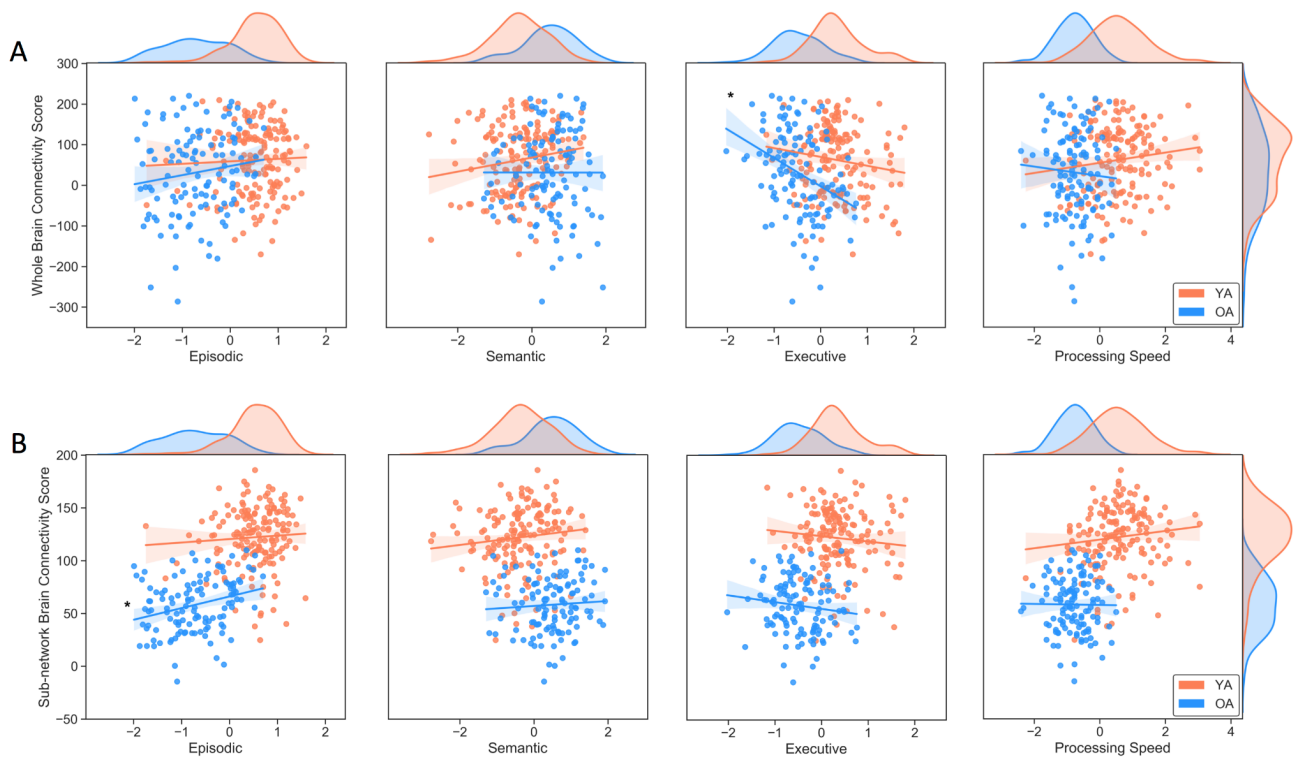 A
Whole Brain Connectivity Score
300
200
100
0
−100
−200
−300
*
−2 −1 0 1 2
Episodic
−2 0 2
Semantic
−2 −1 0 1 2
Executive
−2 0 2 4
Processing Speed
YA
OA
B
Sub-network Brain Connectivity Score
200
150
100
50
0
−50
*
−2 −1 0 1 2
Episodic
−2 0 2
Semantic
−2 −1 0 1 2
Executive
−2 0 2 4
Processing Speed
YA
OA